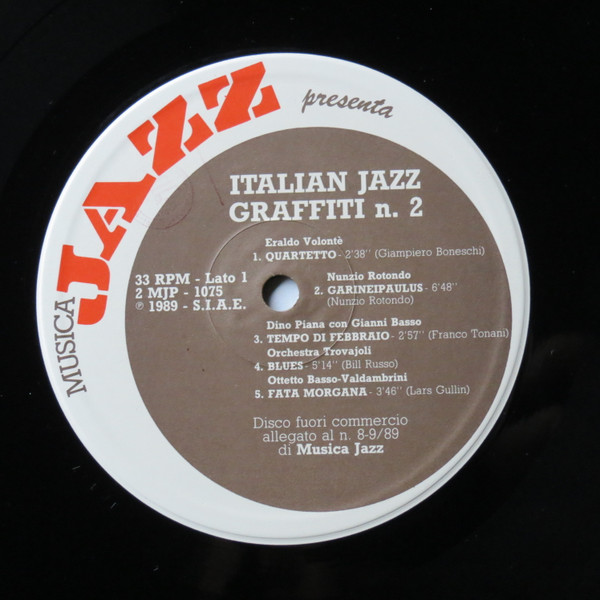 MUSICA JAZZ presenta
ITALIAN JAZZ
GRAFFITI n. 2
Eraldo Volontè
1. QUARTETTO - 2'38'' (Giampiero Boneschi)
33 RPM - Lato 1
2 MJP - 1075
℗ 1989 - S.I.A.E.
Nunzio Rotondo
2. GARINEIPAULUS - 6'48''
(Nunzio Rotondo)
Dino Piana con Gianni Basso
3. TEMPO DI FEBBRAIO - 2'57'' (Franco Tonani)
Orchestra Trovajoli
4. BLUES - 5'14'' (Bill Russo)
Ottetto Basso-Valdambrini
5. FATA MORGANA - 3'46'' (Lars Gullin)
Disco fuori commercio
allegato al n. 8-9/89
di Musica Jazz